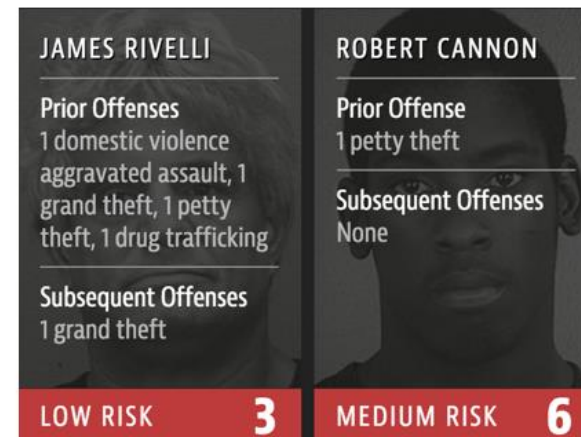 JAMES RIVELLI
Prior Offenses
1 domestic violence
aggravated assault, 1
grand theft, 1 petty
theft, 1 drug trafficking
Subsequent Offenses
1 grand theft
LOW RISK 3
ROBERT CANNON
Prior Offense
1 petty theft
Subsequent Offenses
None
MEDIUM RISK 6